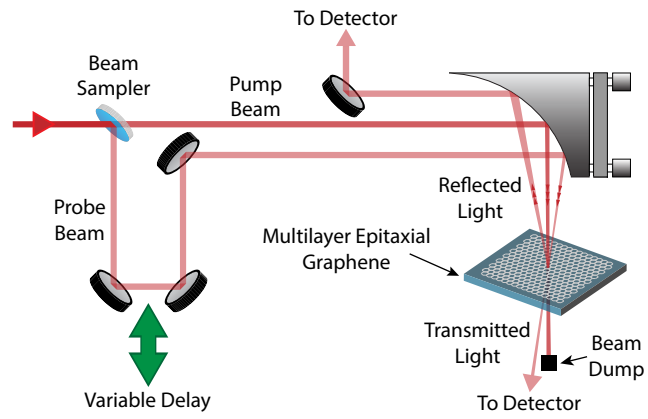 To Detector
Beam
Sampler
Pump
Beam
Probe
Beam
Reflected
Light
Multilayer Epitaxial
Graphene
Transmitted
Light
Beam
Dump
Variable Delay
To Detector